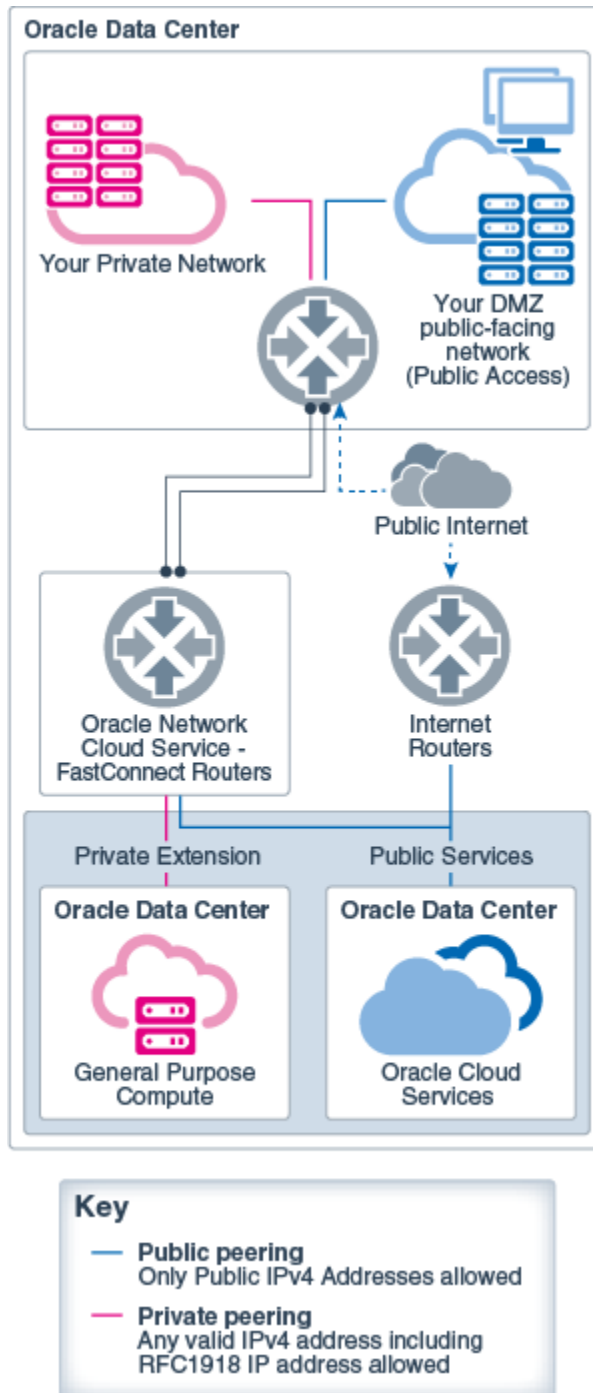 Oracle Data Center
Your Private Network
Your DMZ
public-facing
network
(Public Access)
Public Internet
Oracle Network
Cloud Service -
FastConnect Routers
Internet
Routers
Private Extension
Public Services
Oracle Data Center
General Purpose
Compute
Oracle Data Center
Oracle Cloud
Services
Key
Public peering
Only Public IPv4 Addresses allowed
Private peering
Any valid IPv4 address including
RFC1918 IP address allowed